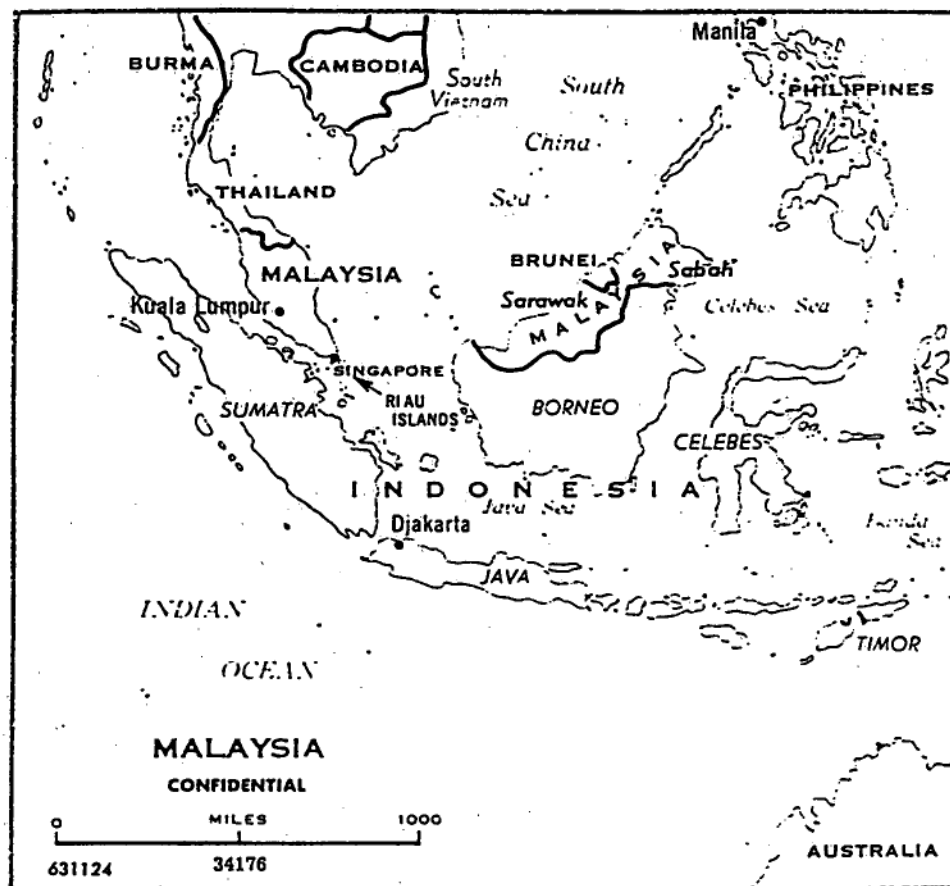 Manila
BURMA
CAMBODIA
South
Vietnam
South
China
Sea
PHILIPPINES
THAILAND
MALAYSIA
BRUNEI
Sabah
Sarawak
MALAYSIA
Kuala Lumpur
Celebes Sea
SINGAPORE
RIAU
ISLANDS
SUMATRA
BORNEO
CELEBES
INDONESIA
Java Sea
Banda
Sea
Djakarta
JAVA
INDIAN
OCEAN
TIMOR
MALAYSIA
CONFIDENTIAL
0 MILES 1000
631124 34176
AUSTRALIA